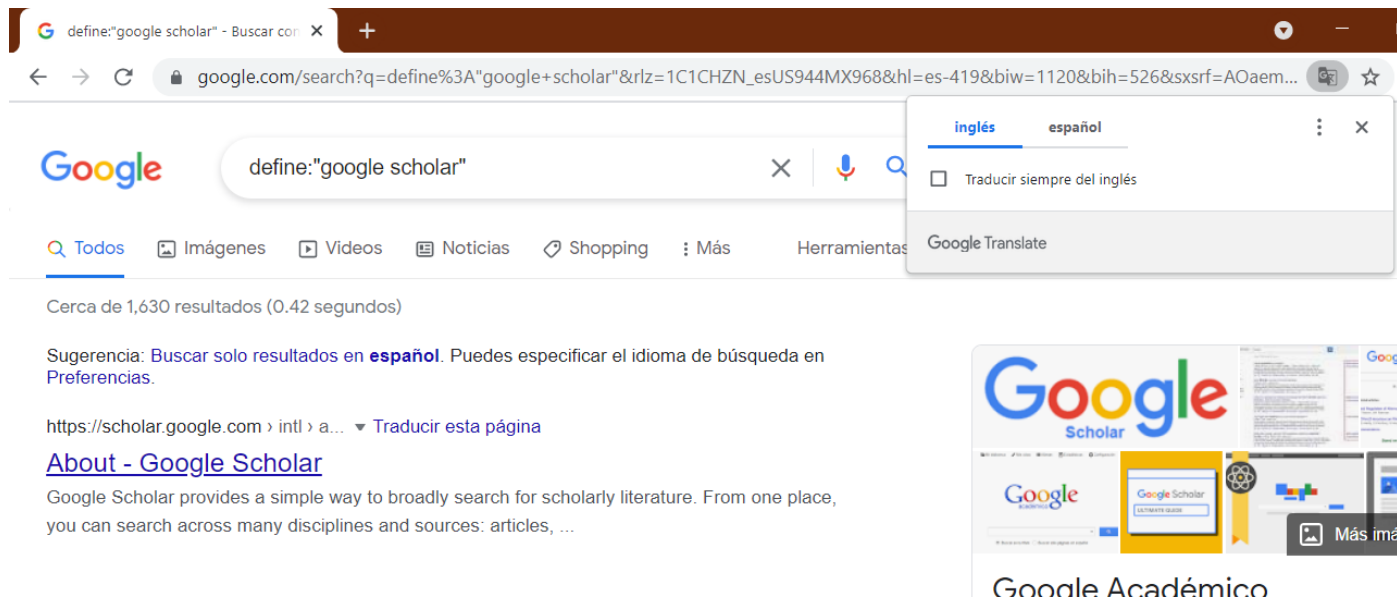 define:"google scholar" - Buscar con
google.com/search?q=define%3A"google+scholar"&rlz=1C1CHZN_esUS944MX968&hl=es-419&biw=1120&bih=526&sxsrf=AOaem...
inglés español
Traducir siempre del inglés
Google Translate
Google
define:"google scholar"
Todos Imágenes Videos Noticias Shopping Más Herramientas
Cerca de 1,630 resultados (0.42 segundos)
Sugerencia: Buscar solo resultados en español. Puedes especificar el idioma de búsqueda en
Preferencias.
https://scholar.google.com › intl › a... Traducir esta página
About - Google Scholar
Google Scholar provides a simple way to broadly search for scholarly literature. From one place,
you can search across many disciplines and sources: articles, ...
Google
Scholar
Google
académico
Google Scholar
ULTIMATE GUIDE
Más imá
Google Académico